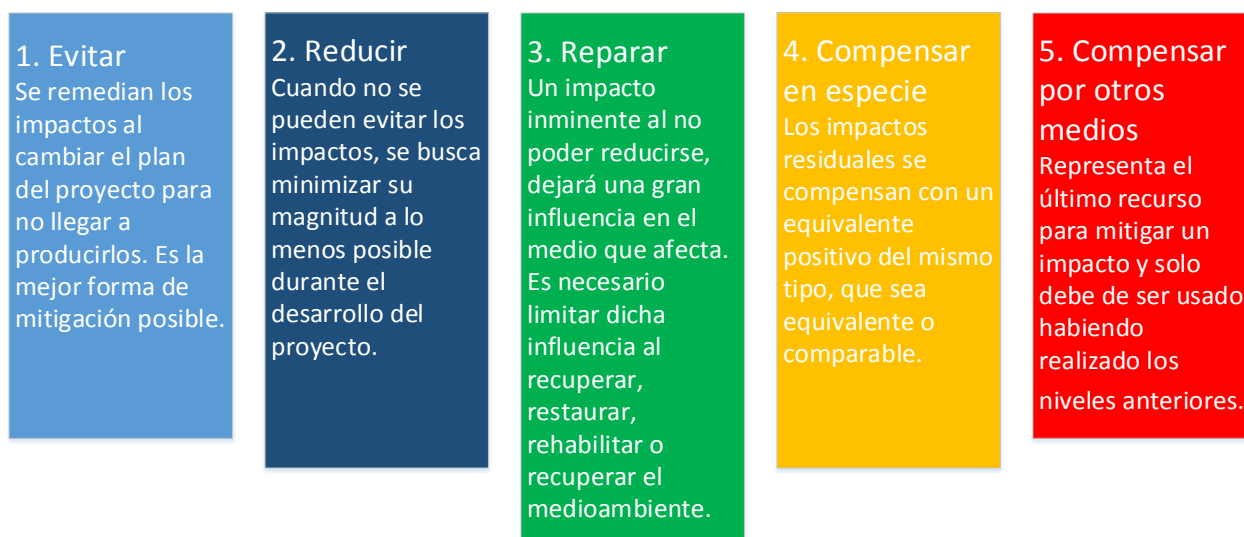 1. Evitar
Se remedian los
impactos al
cambiar el plan
del proyecto para
no llegar a
producirlos. Es la
mejor forma de
mitigación posible.
2. Reducir
Cuando no se
pueden evitar los
impactos, se busca
minimizar su
magnitud a lo
menos posible
durante el
desarrollo del
proyecto.
3. Reparar
Un impacto
inminente al no
poder reducirse,
dejará una gran
influencia en el
medio que afecta.
Es necesario
limitar dicha
influencia al
recuperar,
restaurar,
rehabilitar o
recuperar el
medioambiente.
4. Compensar
en especie
Los impactos
residuales se
compensan con un
equivalente
positivo del mismo
tipo, que sea
equivalente o
comparable.
5. Compensar
por otros
medios
Representa el
último recurso
para mitigar un
impacto y solo
debe de ser usado
habiendo
realizado los
niveles anteriores.